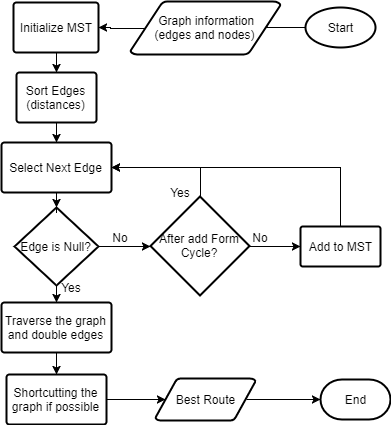 Initialize MST
Graph information
(edges and nodes)
Start
Sort Edges
(distances)
Select Next Edge
Yes
Edge is Null?
No
After add Form
Cycle?
No
Add to MST
Yes
Traverse the graph
and double edges
Shortcutting the
graph if possible
Best Route
End